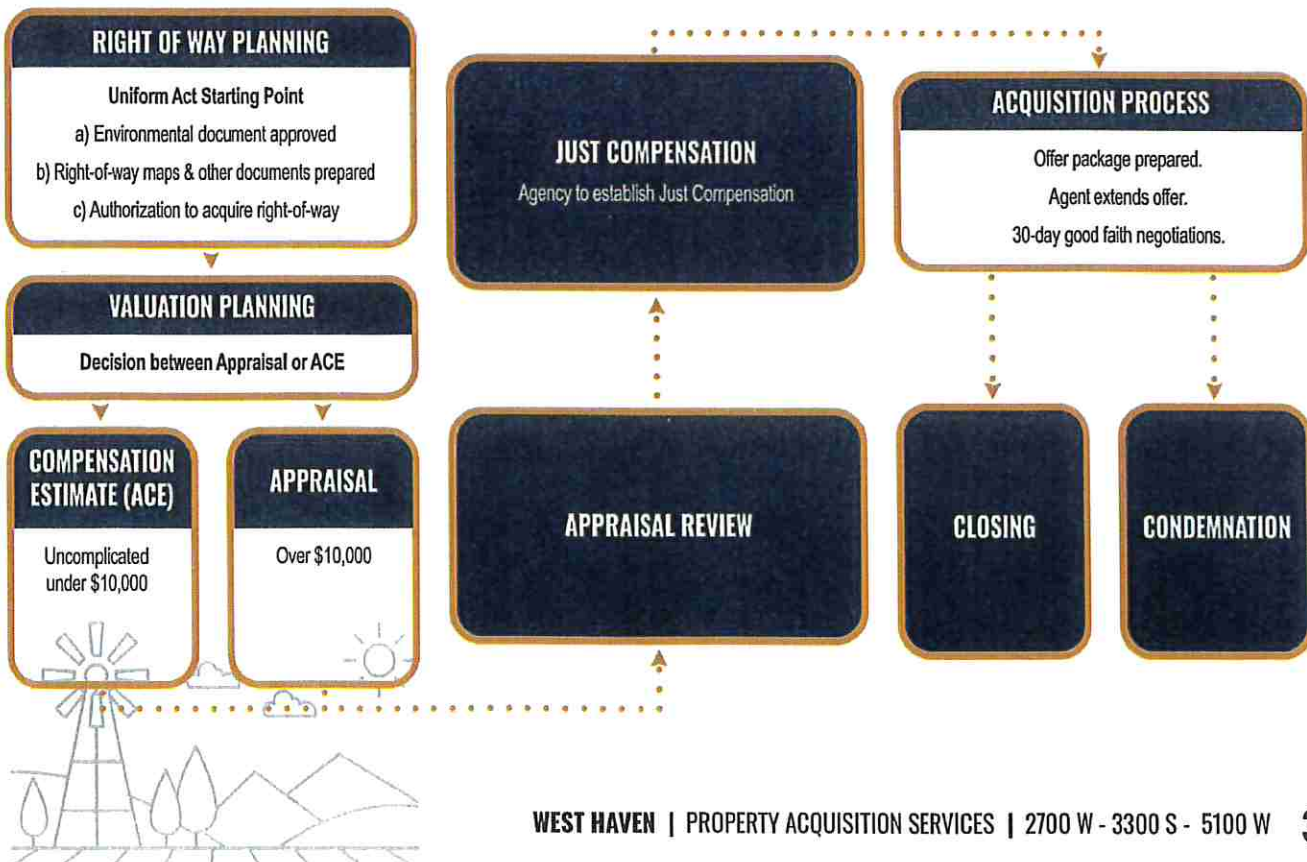 RIGHT OF WAY PLANNING
Uniform Act Starting Point
a) Environmental document approved
b) Right-of-way maps & other documents prepared
c) Authorization to acquire right-of-way
VALUATION PLANNING
Decision between Appraisal or ACE
COMPENSATION
ESTIMATE (ACE)
Uncomplicated
under $10,000
APPRAISAL
Over $10,000
APPRAISAL REVIEW
JUST COMPENSATION
Agency to establish Just Compensation
ACQUISITION PROCESS
Offer package prepared.
Agent extends offer.
30-day good faith negotiations.
CLOSING
CONDEMNATION
WEST HAVEN | PROPERTY ACQUISITION SERVICES | 2700 W - 3300 S - 5100 W 3